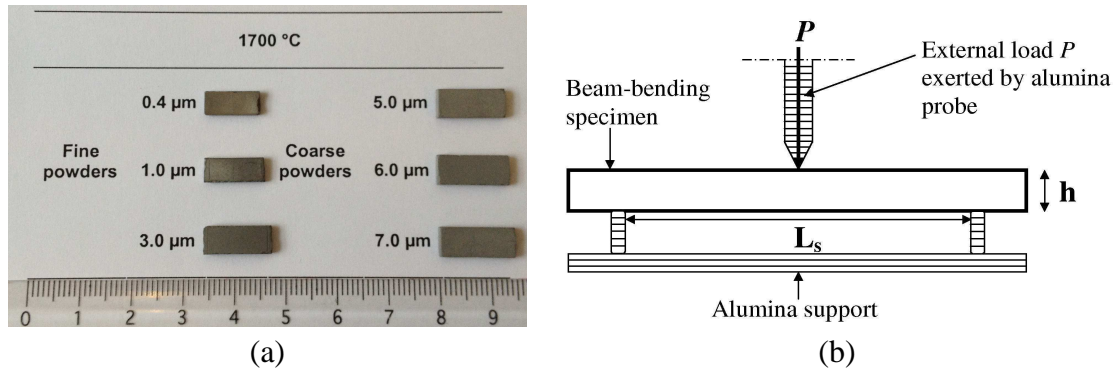 1700 °C
0.4 µm
5.0 µm
Fine
powders
1.0 µm
Coarse
powders
6.0 µm
3.0 µm
7.0 µm
0 1 2 3 4 5 6 7 8 9
(a)
P
External load P
exerted by alumina
probe
Beam-bending
specimen
h
Ls
Alumina support
(b)